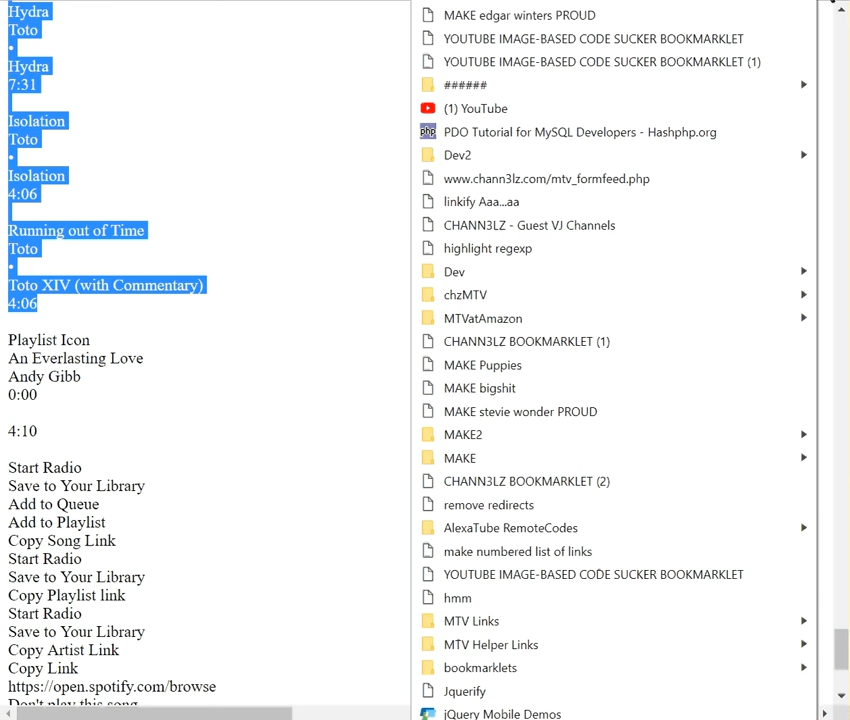 Hydra
Toto
•
Hydra
7:31
Isolation
Toto
•
Isolation
4:06
Running out of Time
Toto
•
Toto XIV (with Commentary)
4:06
Playlist Icon
An Everlasting Love
Andy Gibb
0:00
4:10
Start Radio
Save to Your Library
Add to Queue
Add to Playlist
Copy Song Link
Start Radio
Save to Your Library
Copy Playlist link
Start Radio
Save to Your Library
Copy Artist Link
Copy Link
https://open.spotify.com/browse
Don't play this song
MAKE edgar winters PROUD
YOUTUBE IMAGE-BASED CODE SUCKER BOOKMARKLET
YOUTUBE IMAGE-BASED CODE SUCKER BOOKMARKLET (1)
######
(1) YouTube
php PDO Tutorial for MySQL Developers - Hashphp.org
Dev2
www.chann3lz.com/mtv_formfeed.php
linkify Aaa...aa
CHANN3LZ - Guest VJ Channels
highlight regexp
Dev
chzMTV
MTVatAmazon
CHANN3LZ BOOKMARKLET (1)
MAKE Puppies
MAKE bigshit
MAKE stevie wonder PROUD
MAKE2
MAKE
CHANN3LZ BOOKMARKLET (2)
remove redirects
AlexaTube RemoteCodes
make numbered list of links
YOUTUBE IMAGE-BASED CODE SUCKER BOOKMARKLET
hmm
MTV Links
MTV Helper Links
bookmarklets
Jquerify
jQuery Mobile Demos